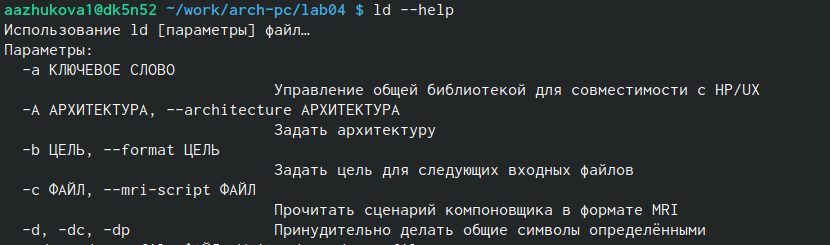 aazhukova1@dk5n52 ~/work/arch-pc/lab04 $ ld --help
Использование ld [параметры] файл…
Параметры:
-a КЛЮЧЕВОЕ СЛОВО
Управление общей библиотекой для совместимости с HP/UX
-A АРХИТЕКТУРА, --architecture АРХИТЕКТУРА
Задать архитектуру
-b ЦЕЛЬ, --format ЦЕЛЬ
Задать цель для следующих входных файлов
-c ФАЙЛ, --mri-script ФАЙЛ
Прочитать сценарий компоновщика в формате MRI
-d, -dc, -dp Принудительно делать общие символы определёнными